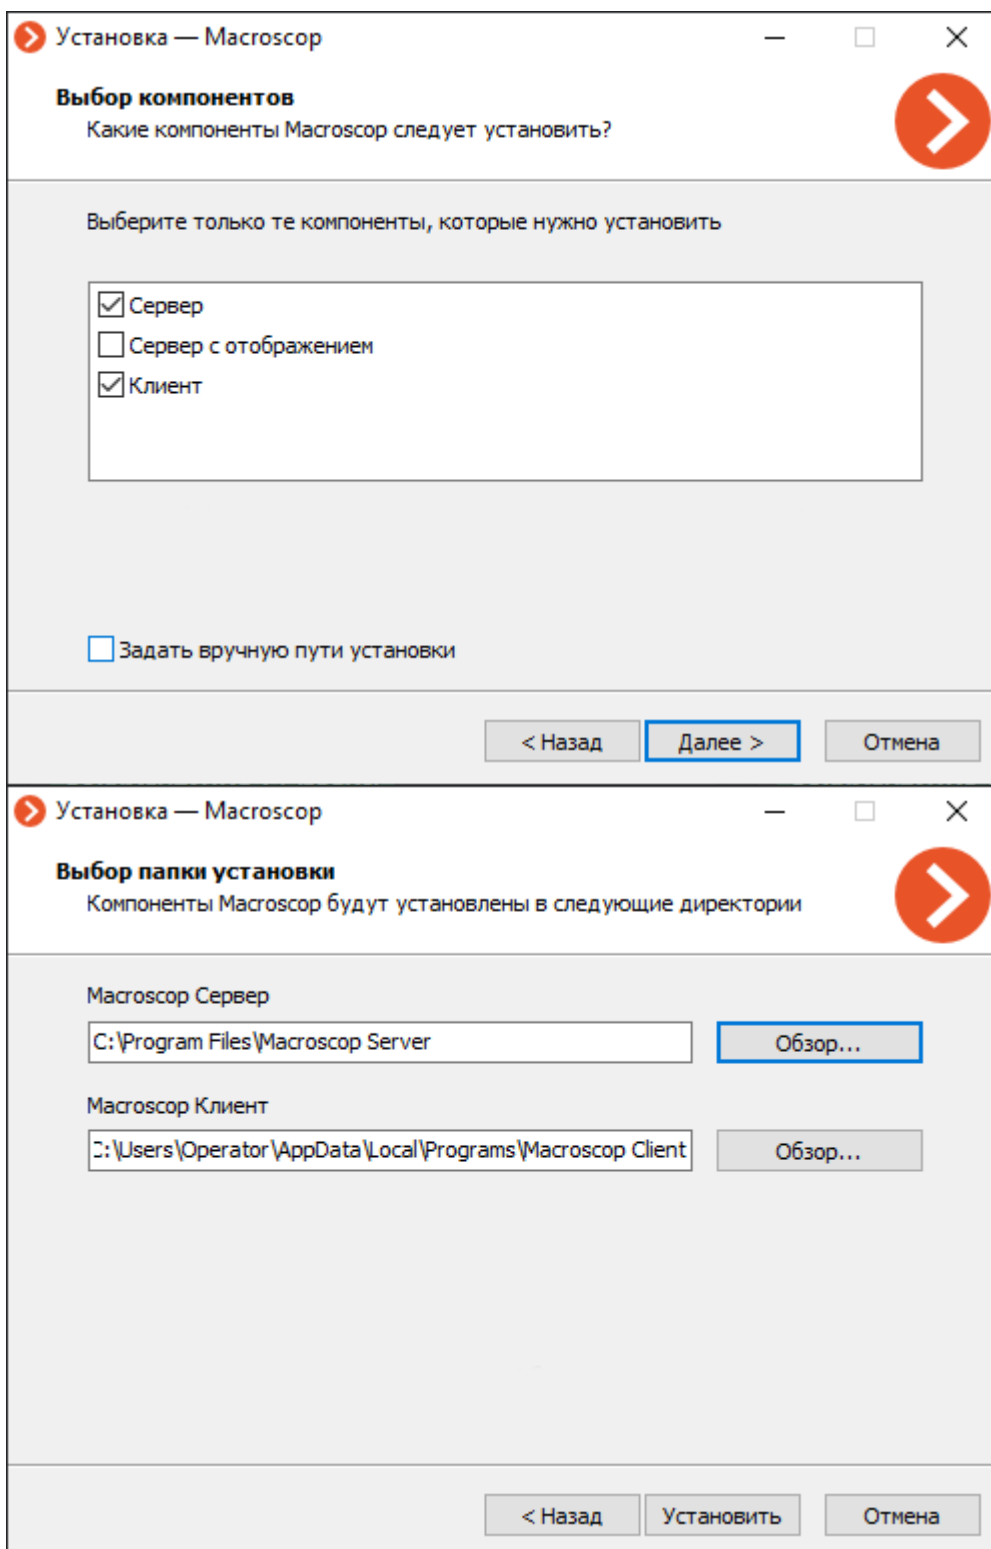 Установка — Macroscop
Выбор компонентов
Какие компоненты Macroscop следует установить?
Выберите только те компоненты, которые нужно установить
Сервер
Сервер с отображением
Клиент
Задать вручную пути установки
< Назад
Далее >
Отмена
Установка — Macroscop
Выбор папки установки
Компоненты Macroscop будут установлены в следующие директории
Macroscop Сервер
C:\Program Files\Macroscop Server
Обзор...
Macroscop Клиент
C:\Users\Operator\AppData\Local\Programs\Macroscop Client
Обзор...
< Назад
Установить
Отмена